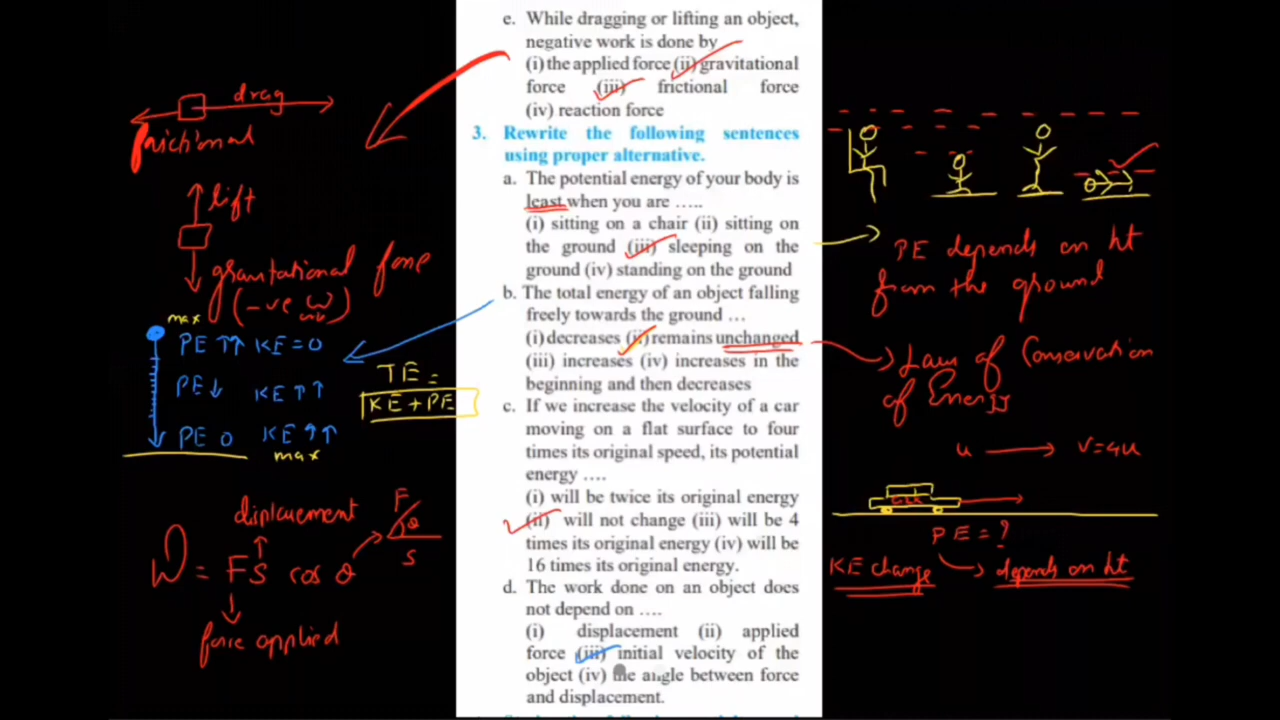 e. While dragging or lifting an object,
negative work is done by
(i) the applied force (ii) gravitational
force (iii) frictional force
(iv) reaction force
3. Rewrite the following sentences
using proper alternative.
a. The potential energy of your body is
least when you are …..
(i) sitting on a chair (ii) sitting on
the ground (iii) sleeping on the
ground (iv) standing on the ground
b. The total energy of an object falling
freely towards the ground …
(i) decreases (ii) remains unchanged
(iii) increases (iv) increases in the
beginning and then decreases
c. If we increase the velocity of a car
moving on a flat surface to four
times its original speed, its potential
energy ….
(i) will be twice its original energy
(ii) will not change (iii) will be 4
times its original energy (iv) will be
16 times its original energy.
d. The work done on an object does
not depend on ….
(i) displacement (ii) applied
force (iii) initial velocity of the
object (iv) the angle between force
and displacement.
drag
frictional
lift
gravitational force
(-ve W)
max
PE ↑↑ KE = 0
PE ↓ KE ↑↑
PE 0 KE ↑↑
max
TE =
KE + PE
displacement
F
θ
S
W = FS cos θ
force applied
PE depends on ht
from the ground
Law of Conservation
of Energy
u → v=4u
CAR
PE = ?
KE change
depends on ht